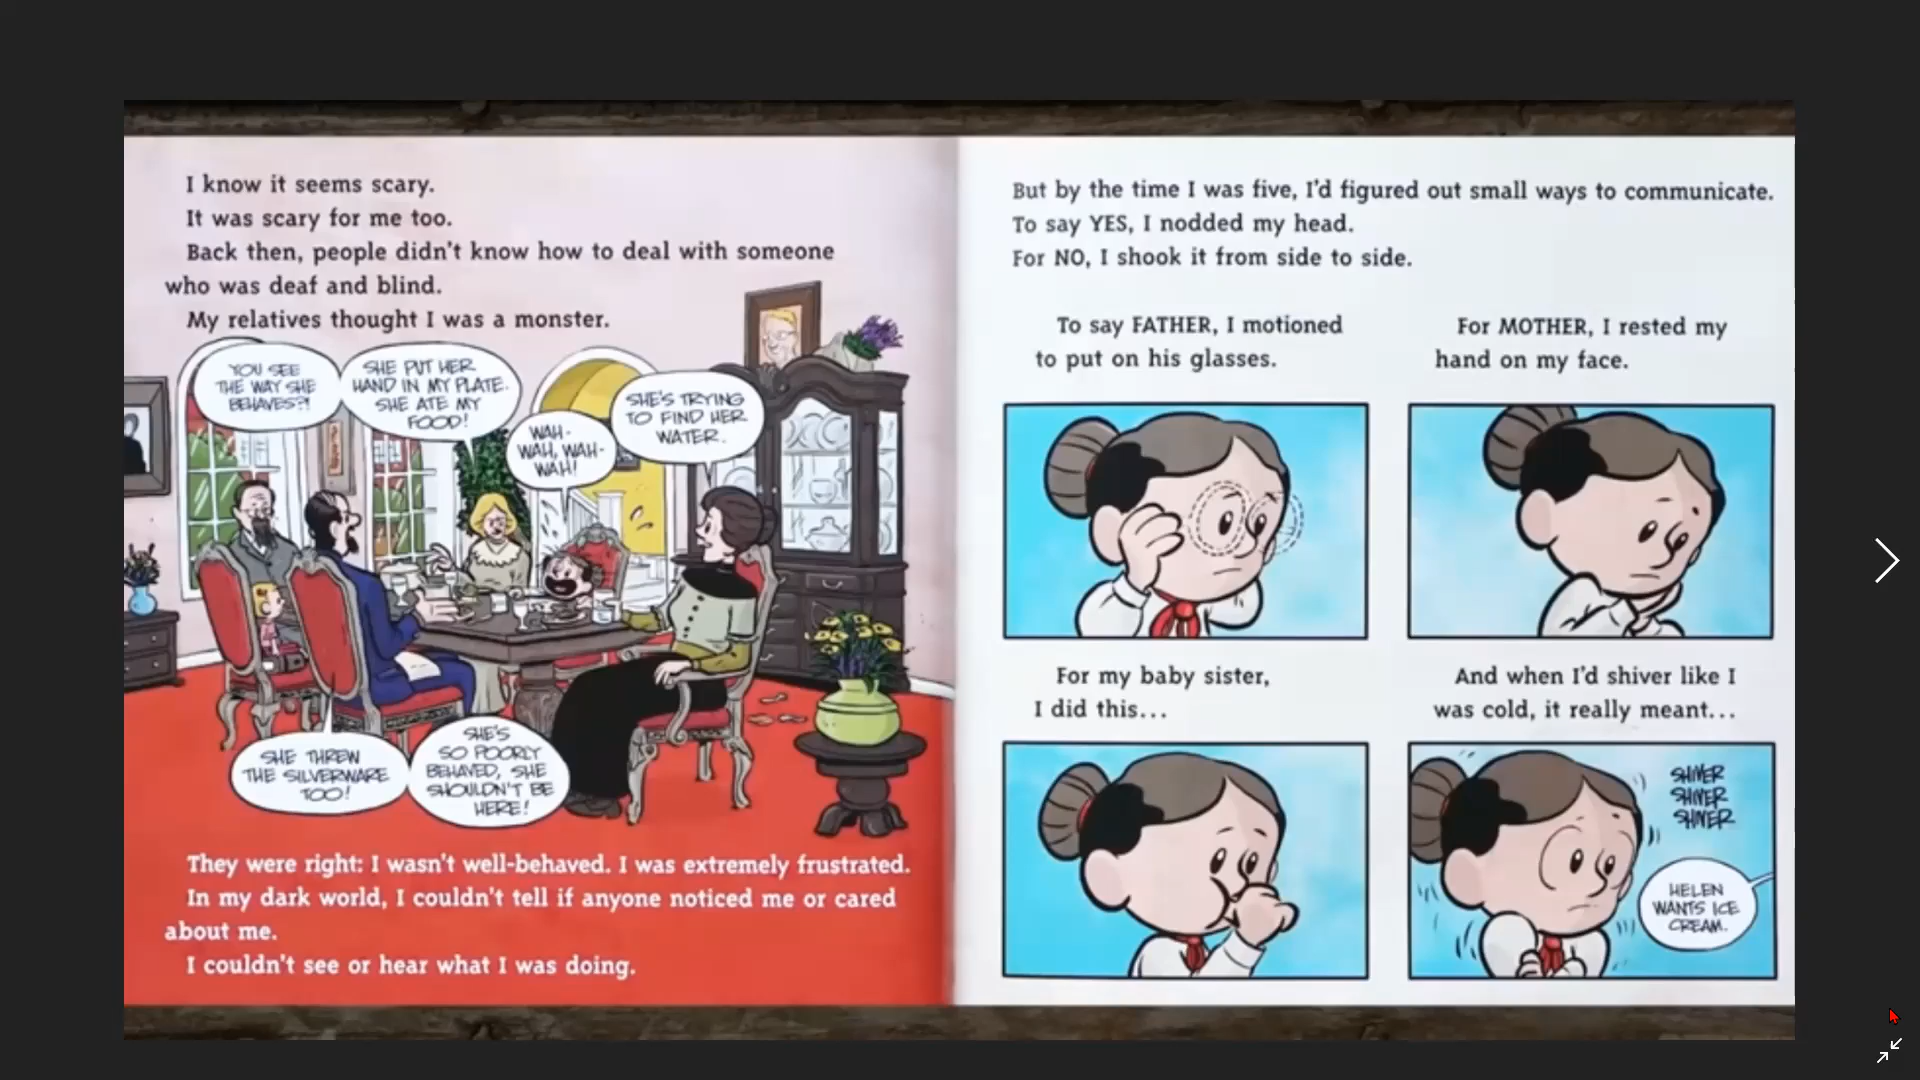 I know it seems scary.
It was scary for me too.
Back then, people didn't know how to deal with someone
who was deaf and blind.
My relatives thought I was a monster.
YOU SEE
THE WAY SHE
BEHAVES?!
SHE PUT HER
HAND IN MY PLATE.
SHE ATE MY
FOOD!
WAH-
WAH, WAH-
WAH!
SHE'S TRYING
TO FIND HER
WATER.
SHE THREW
THE SILVERWARE
TOO!
SHE'S
SO POORLY
BEHAVED, SHE
SHOULDN'T BE
HERE!
They were right: I wasn't well-behaved. I was extremely frustrated.
In my dark world, I couldn't tell if anyone noticed me or cared
about me.
I couldn't see or hear what I was doing.
But by the time I was five, I'd figured out small ways to communicate.
To say YES, I nodded my head.
For NO, I shook it from side to side.
To say FATHER, I motioned
to put on his glasses.
For MOTHER, I rested my
hand on my face.
For my baby sister,
I did this...
And when I'd shiver like I
was cold, it really meant...
SHIVER
SHIVER
SHIVER
HELEN
WANTS ICE
CREAM.